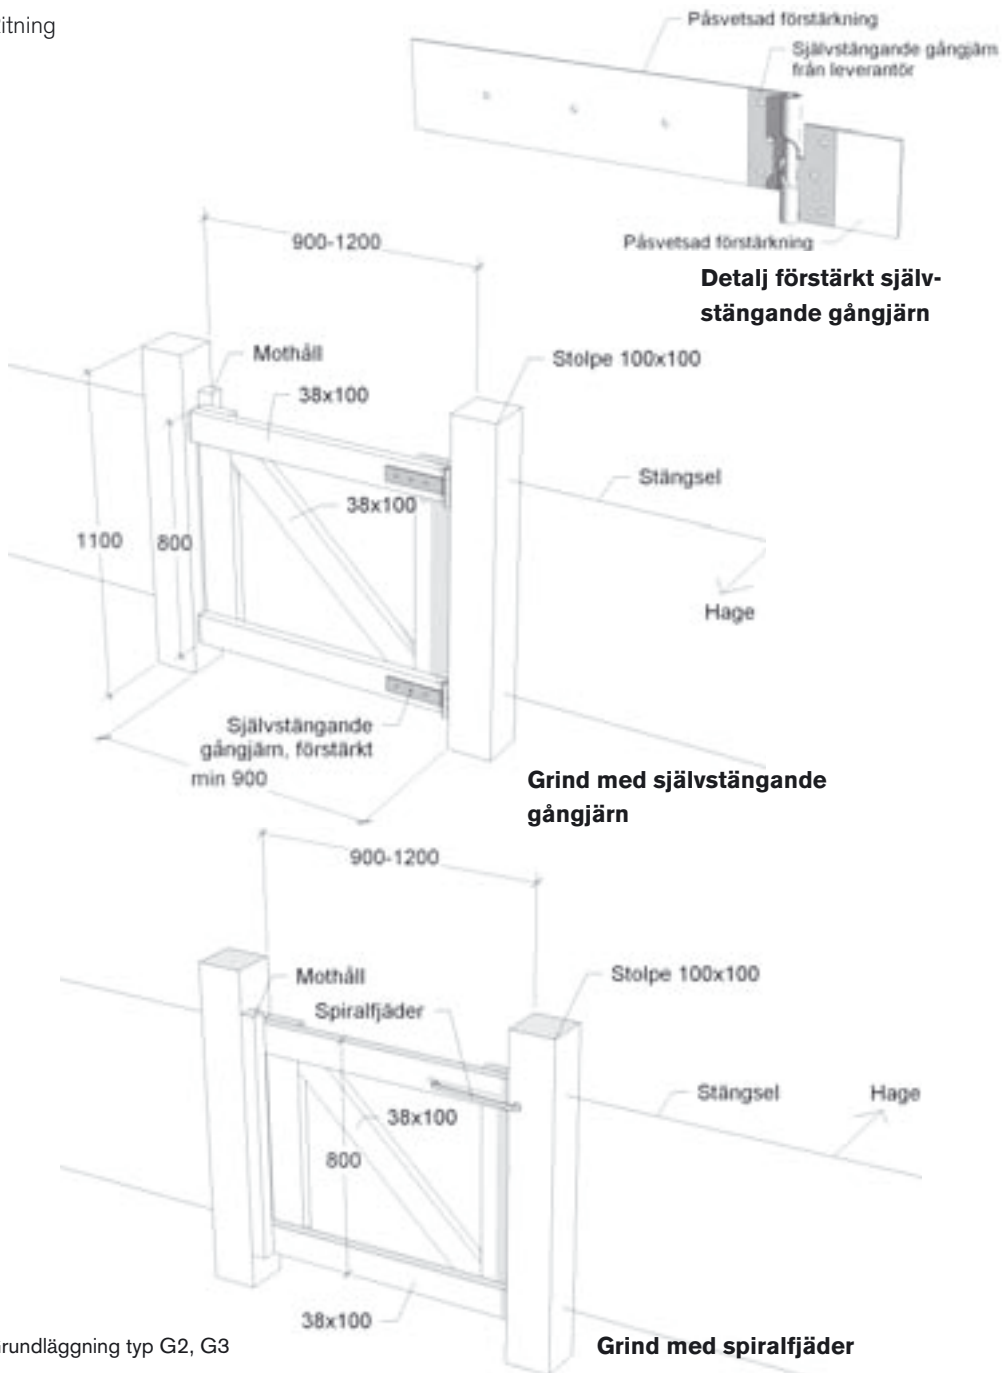 itning
Påsvetsad förstärkning
Självstängande gångjärn
från leverantör
Påsvetsad förstärkning
Detalj förstärkt själv-
stängande gångjärn
900-1200
Mothåll
Stolpe 100x100
38x100
Stängsel
38x100
1100
800
Hage
Självstängande
gångjärn, förstärkt
min 900
Grind med självstängande
gångjärn
900-1200
Mothåll
Stolpe 100x100
Spiralfjäder
Stängsel
Hage
38x100
800
38x100
rundläggning typ G2, G3
Grind med spiralfjäder